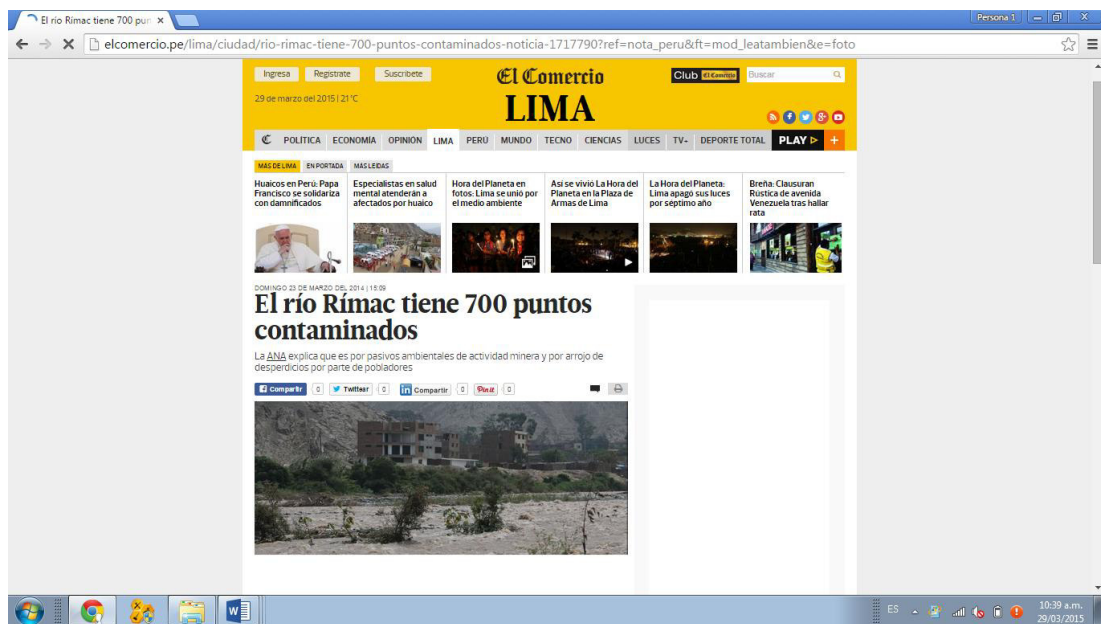 El rio Rímac tiene 700 pun
Persona 1
elcomercio.pe/lima/ciudad/rio-rimac-tiene-700-puntos-contaminados-noticia-1717790?ref=nota_peru&ft=mod_leatambien&e=foto
Ingresa Regístrate Suscríbete
El Comercio
Club El Comercio
Buscar
29 de marzo del 2015 | 21°C
LIMA
POLÍTICA ECONOMÍA OPINIÓN LIMA PERÚ MUNDO TECNO CIENCIAS LUCES TV+ DEPORTE TOTAL PLAY +
MÁS DE LIMA EN PORTADA MÁS LEÍDAS
Huaicos en Perú: Papa
Francisco se solidariza
con damnificados
Especialistas en salud
mental atenderán a
afectados por huaico
Hora del Planeta en
fotos: Lima se unió por
el medio ambiente
Así se vivió La Hora del
Planeta en la Plaza de
Armas de Lima
La Hora del Planeta:
Lima apagó sus luces
por séptimo año
Breña: Clausuran
Rústica de avenida
Venezuela tras hallar
rata
DOMINGO 23 DE MARZO DEL 2014 | 15:09
El río Rímac tiene 700 puntos
contaminados
La ANA explica que es por pasivos ambientales de actividad minera y por arrojo de
desperdicios por parte de pobladores
Compartir 0 Twittear 0 in Compartir 0 Pin it 0
ES
10:39 a.m.
29/03/2015